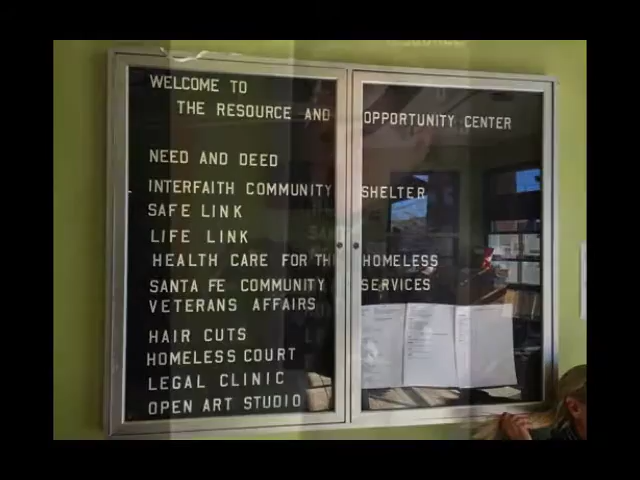 WELCOME TO
THE RESOURCE AND OPPORTUNITY CENTER
NEED AND DEED
INTERFAITH COMMUNITY SHELTER
SAFE LINK
LIFE LINK
HEALTH CARE FOR TH HOMELESS
SANTA FE COMMUNITY SERVICES
VETERANS AFFAIRS
HAIR CUTS
HOMELESS COURT
LEGAL CLINIC
OPEN ART STUDIO